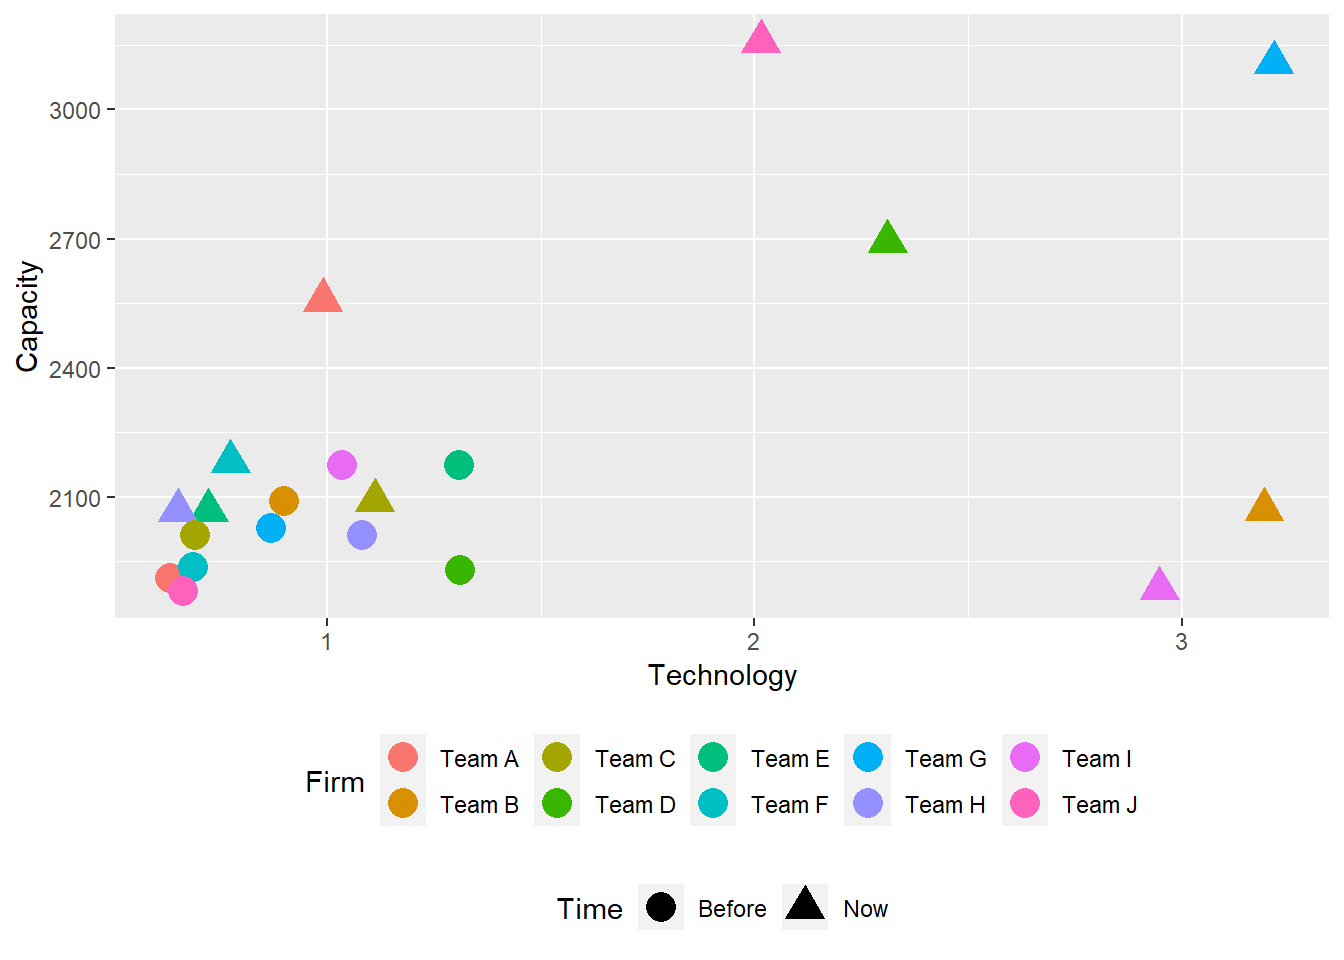 Capacity
3000
2700
2400
2100
1 2 3
Technology
Firm
Team A Team C Team E Team G Team I
Team B Team D Team F Team H Team J
Time Before Now